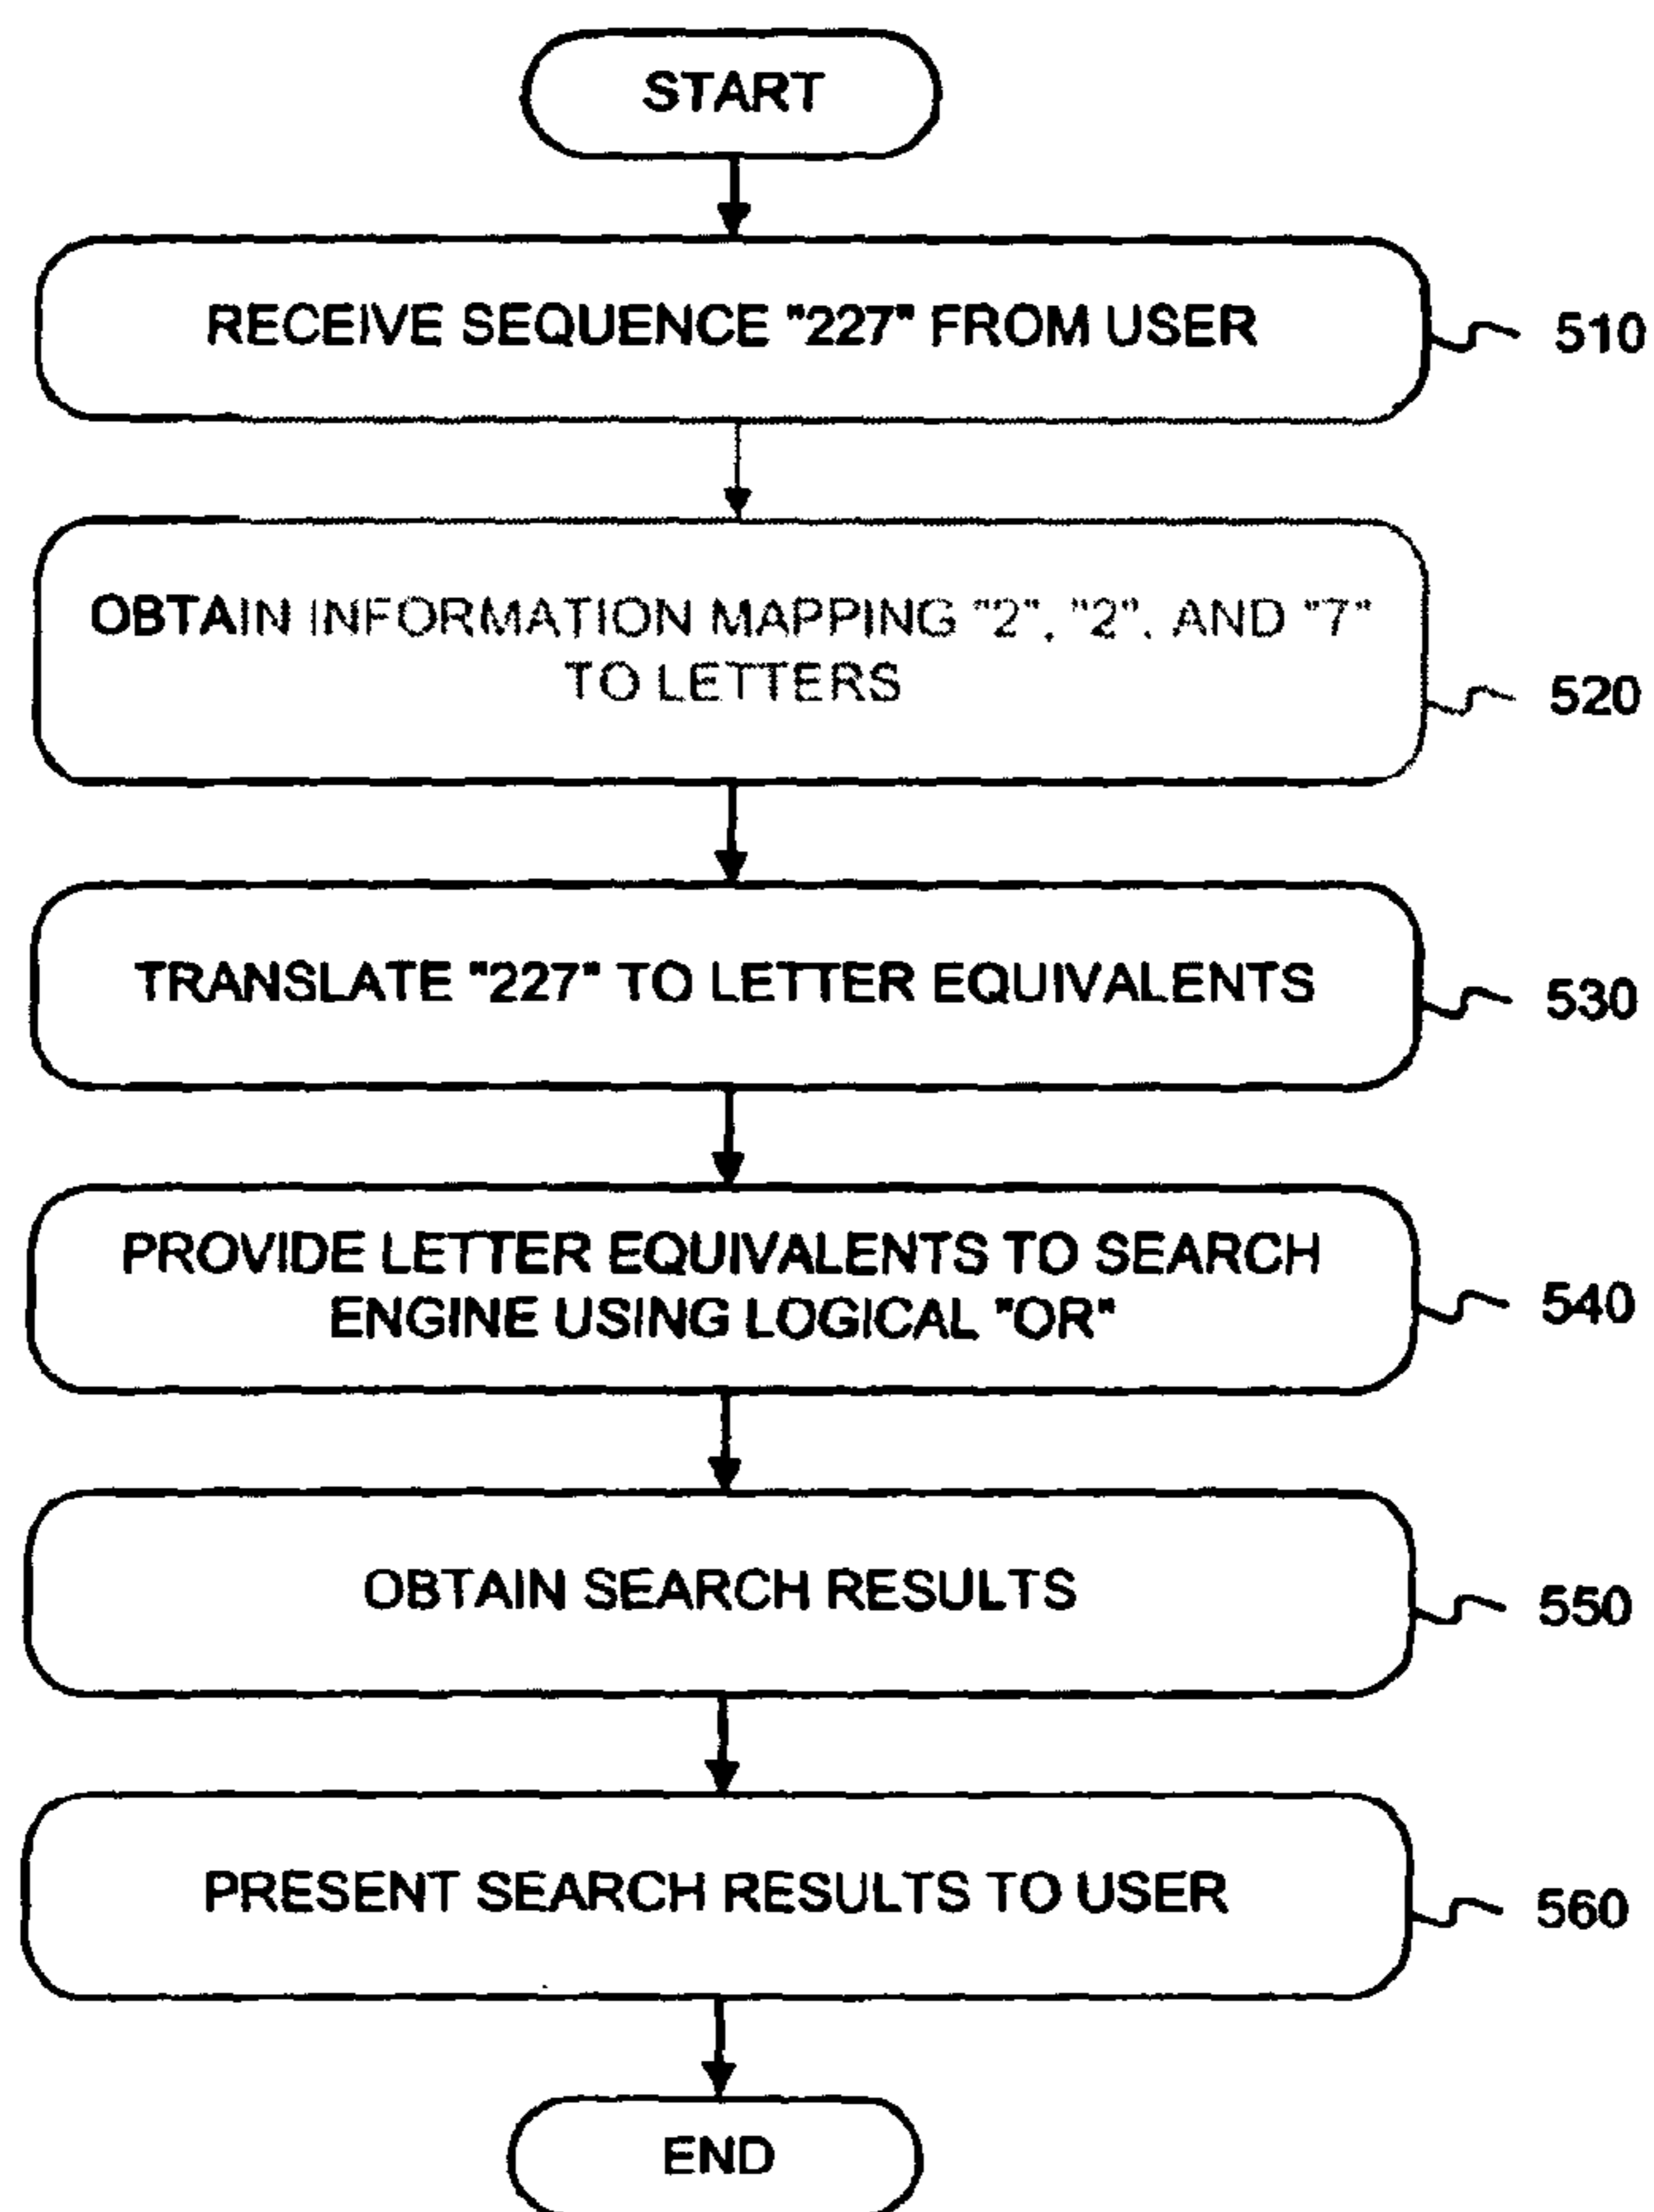 START
RECEIVE SEQUENCE "227" FROM USER
510
OBTAIN INFORMATION MAPPING "2", "2", AND "7"
TO LETTERS
520
TRANSLATE "227" TO LETTER EQUIVALENTS
530
PROVIDE LETTER EQUIVALENTS TO SEARCH
ENGINE USING LOGICAL "OR"
540
OBTAIN SEARCH RESULTS
550
PRESENT SEARCH RESULTS TO USER
560
END